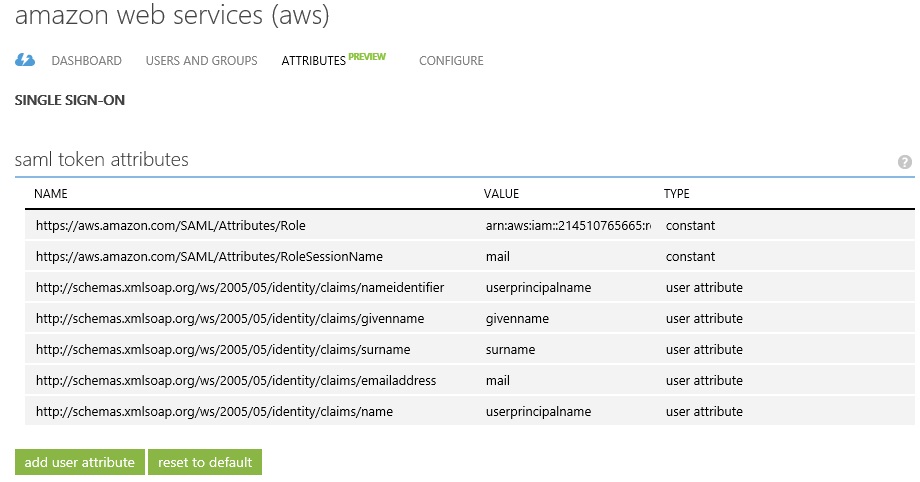 amazon web services (aws)
DASHBOARD USERS AND GROUPS ATTRIBUTES PREVIEW CONFIGURE
SINGLE SIGN-ON
saml token attributes ?
NAME VALUE TYPE
https://aws.amazon.com/SAML/Attributes/Role arn:aws:iam::214510765665:r constant
https://aws.amazon.com/SAML/Attributes/RoleSessionName mail constant
http://schemas.xmlsoap.org/ws/2005/05/identity/claims/nameidentifier userprincipalname user attribute
http://schemas.xmlsoap.org/ws/2005/05/identity/claims/givenname givenname user attribute
http://schemas.xmlsoap.org/ws/2005/05/identity/claims/surname surname user attribute
http://schemas.xmlsoap.org/ws/2005/05/identity/claims/emailaddress mail user attribute
http://schemas.xmlsoap.org/ws/2005/05/identity/claims/name userprincipalname user attribute
add user attribute reset to default